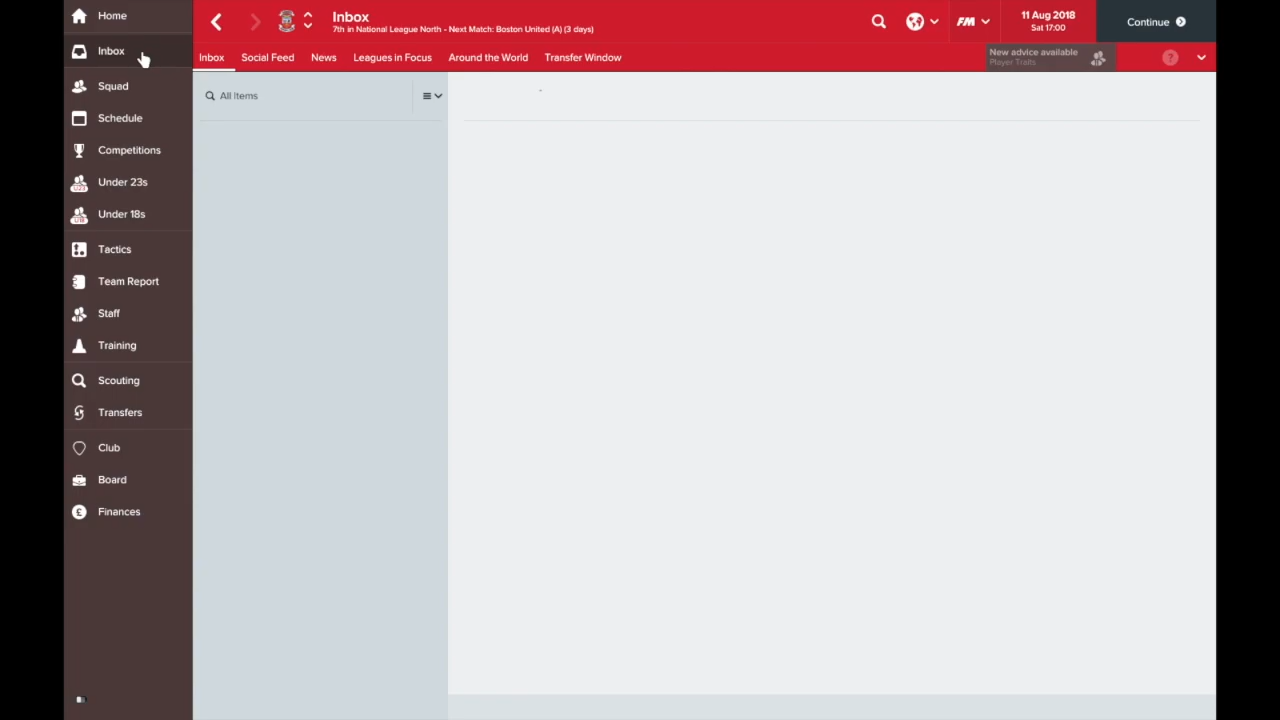 Home
Inbox
Squad
Schedule
Competitions
Under 23s
Under 18s
Tactics
Team Report
Staff
Training
Scouting
Transfers
Club
Board
Finances
Inbox
7th in National League North - Next Match: Boston United (A) (3 days)
FM
11 Aug 2018
Sat 17:00
Continue
Inbox
Social Feed
News
Leagues in Focus
Around the World
Transfer Window
New advice available
Player Traits
?
All Items